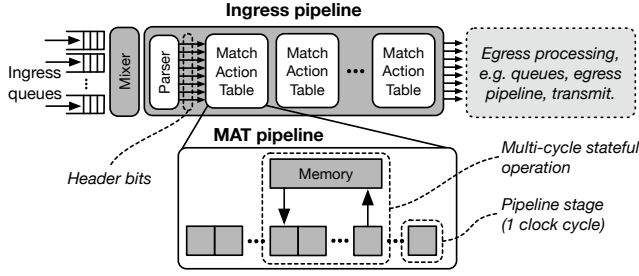 Ingress pipeline
Ingress
queues
Mixer
Parser
Match
Action
Table
Match
Action
Table
Match
Action
Table
Egress processing,
e.g. queues, egress
pipeline, transmit.
Header bits
MAT pipeline
Memory
Multi-cycle stateful
operation
Pipeline stage
(1 clock cycle)